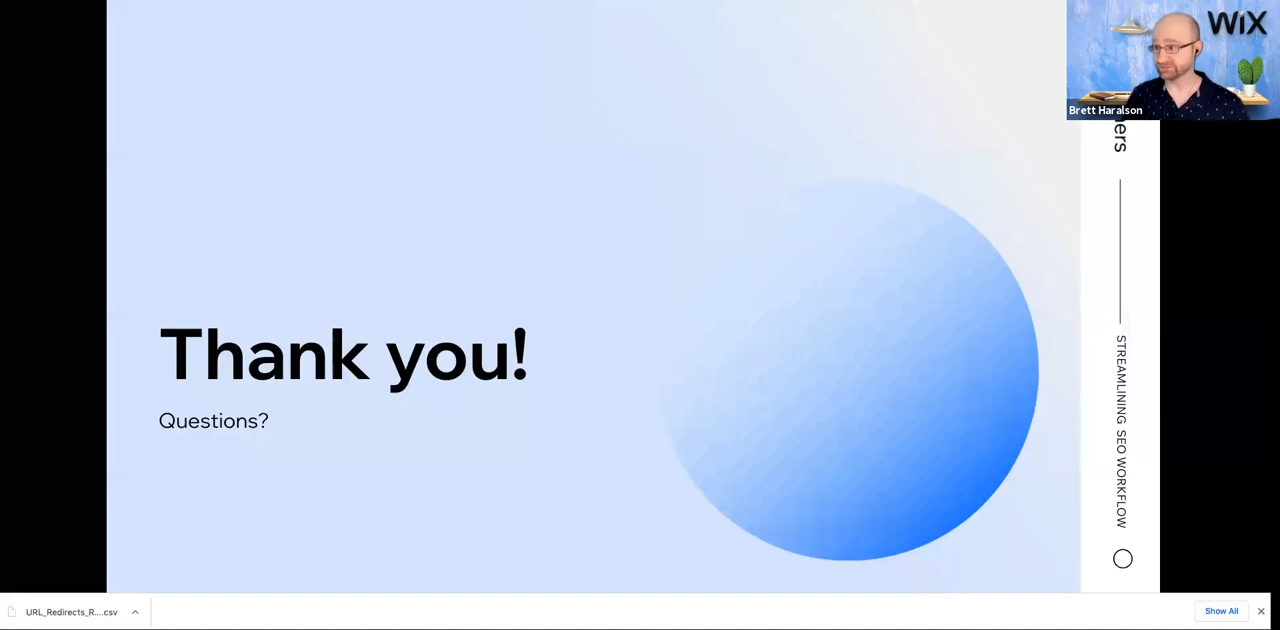 WiX
Brett Haralson
ers
STREAMLINING SEO WORKFLOW
Thank you!
Questions?
URL_Redirects_R....csv
Show All